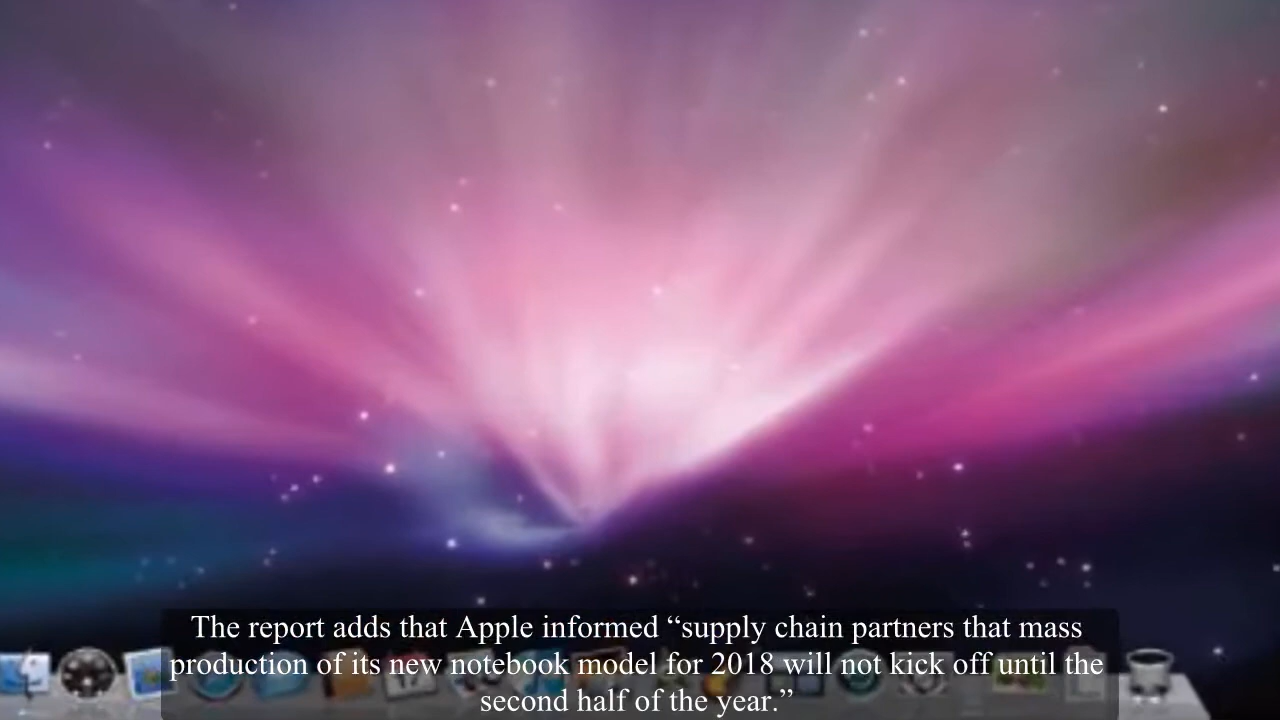 The report adds that Apple informed “supply chain partners that mass
production of its new notebook model for 2018 will not kick off until the
second half of the year.”